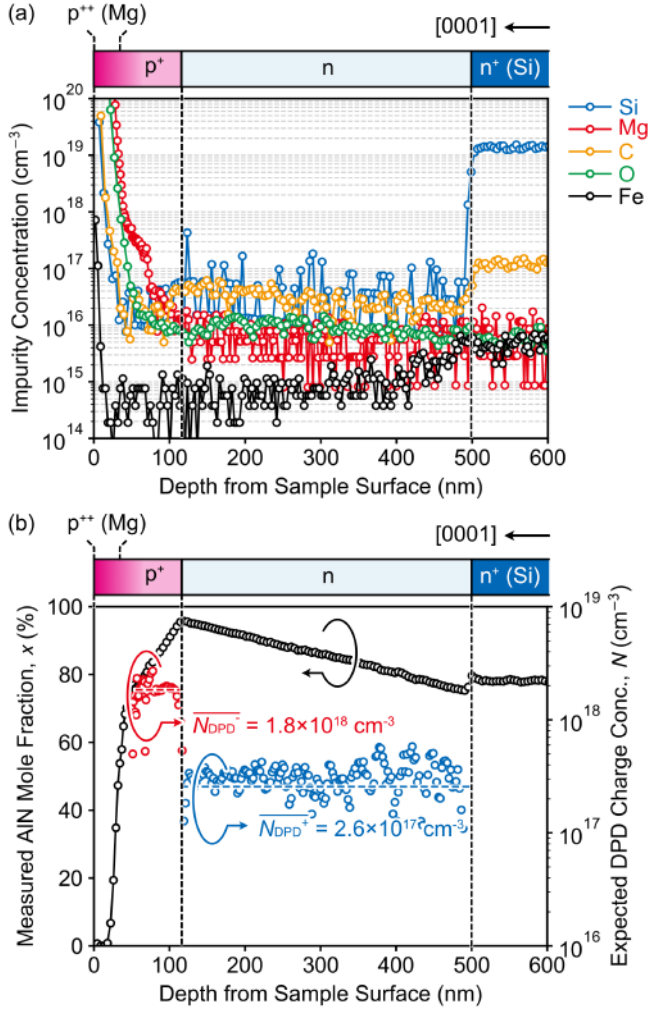 (a)
p⁺⁺ (Mg)
[0001]
p⁺
n
n⁺ (Si)
10²⁰
10¹⁹
10¹⁸
10¹⁷
10¹⁶
10¹⁵
10¹⁴
Impurity Concentration (cm⁻³)
Si
Mg
C
O
Fe
0
100
200
300
400
500
600
Depth from Sample Surface (nm)
(b)
p⁺⁺ (Mg)
[0001]
p⁺
n
n⁺ (Si)
100
80
60
40
20
0
Measured AlN Mole Fraction, x (%)
N_DPD⁻ = 1.8×10¹⁸ cm⁻³
N_DPD⁺ = 2.6×10¹⁷ cm⁻³
10¹⁹
10¹⁸
10¹⁷
10¹⁶
Expected DPD Charge Conc., N (cm⁻³)
0
100
200
300
400
500
600
Depth from Sample Surface (nm)